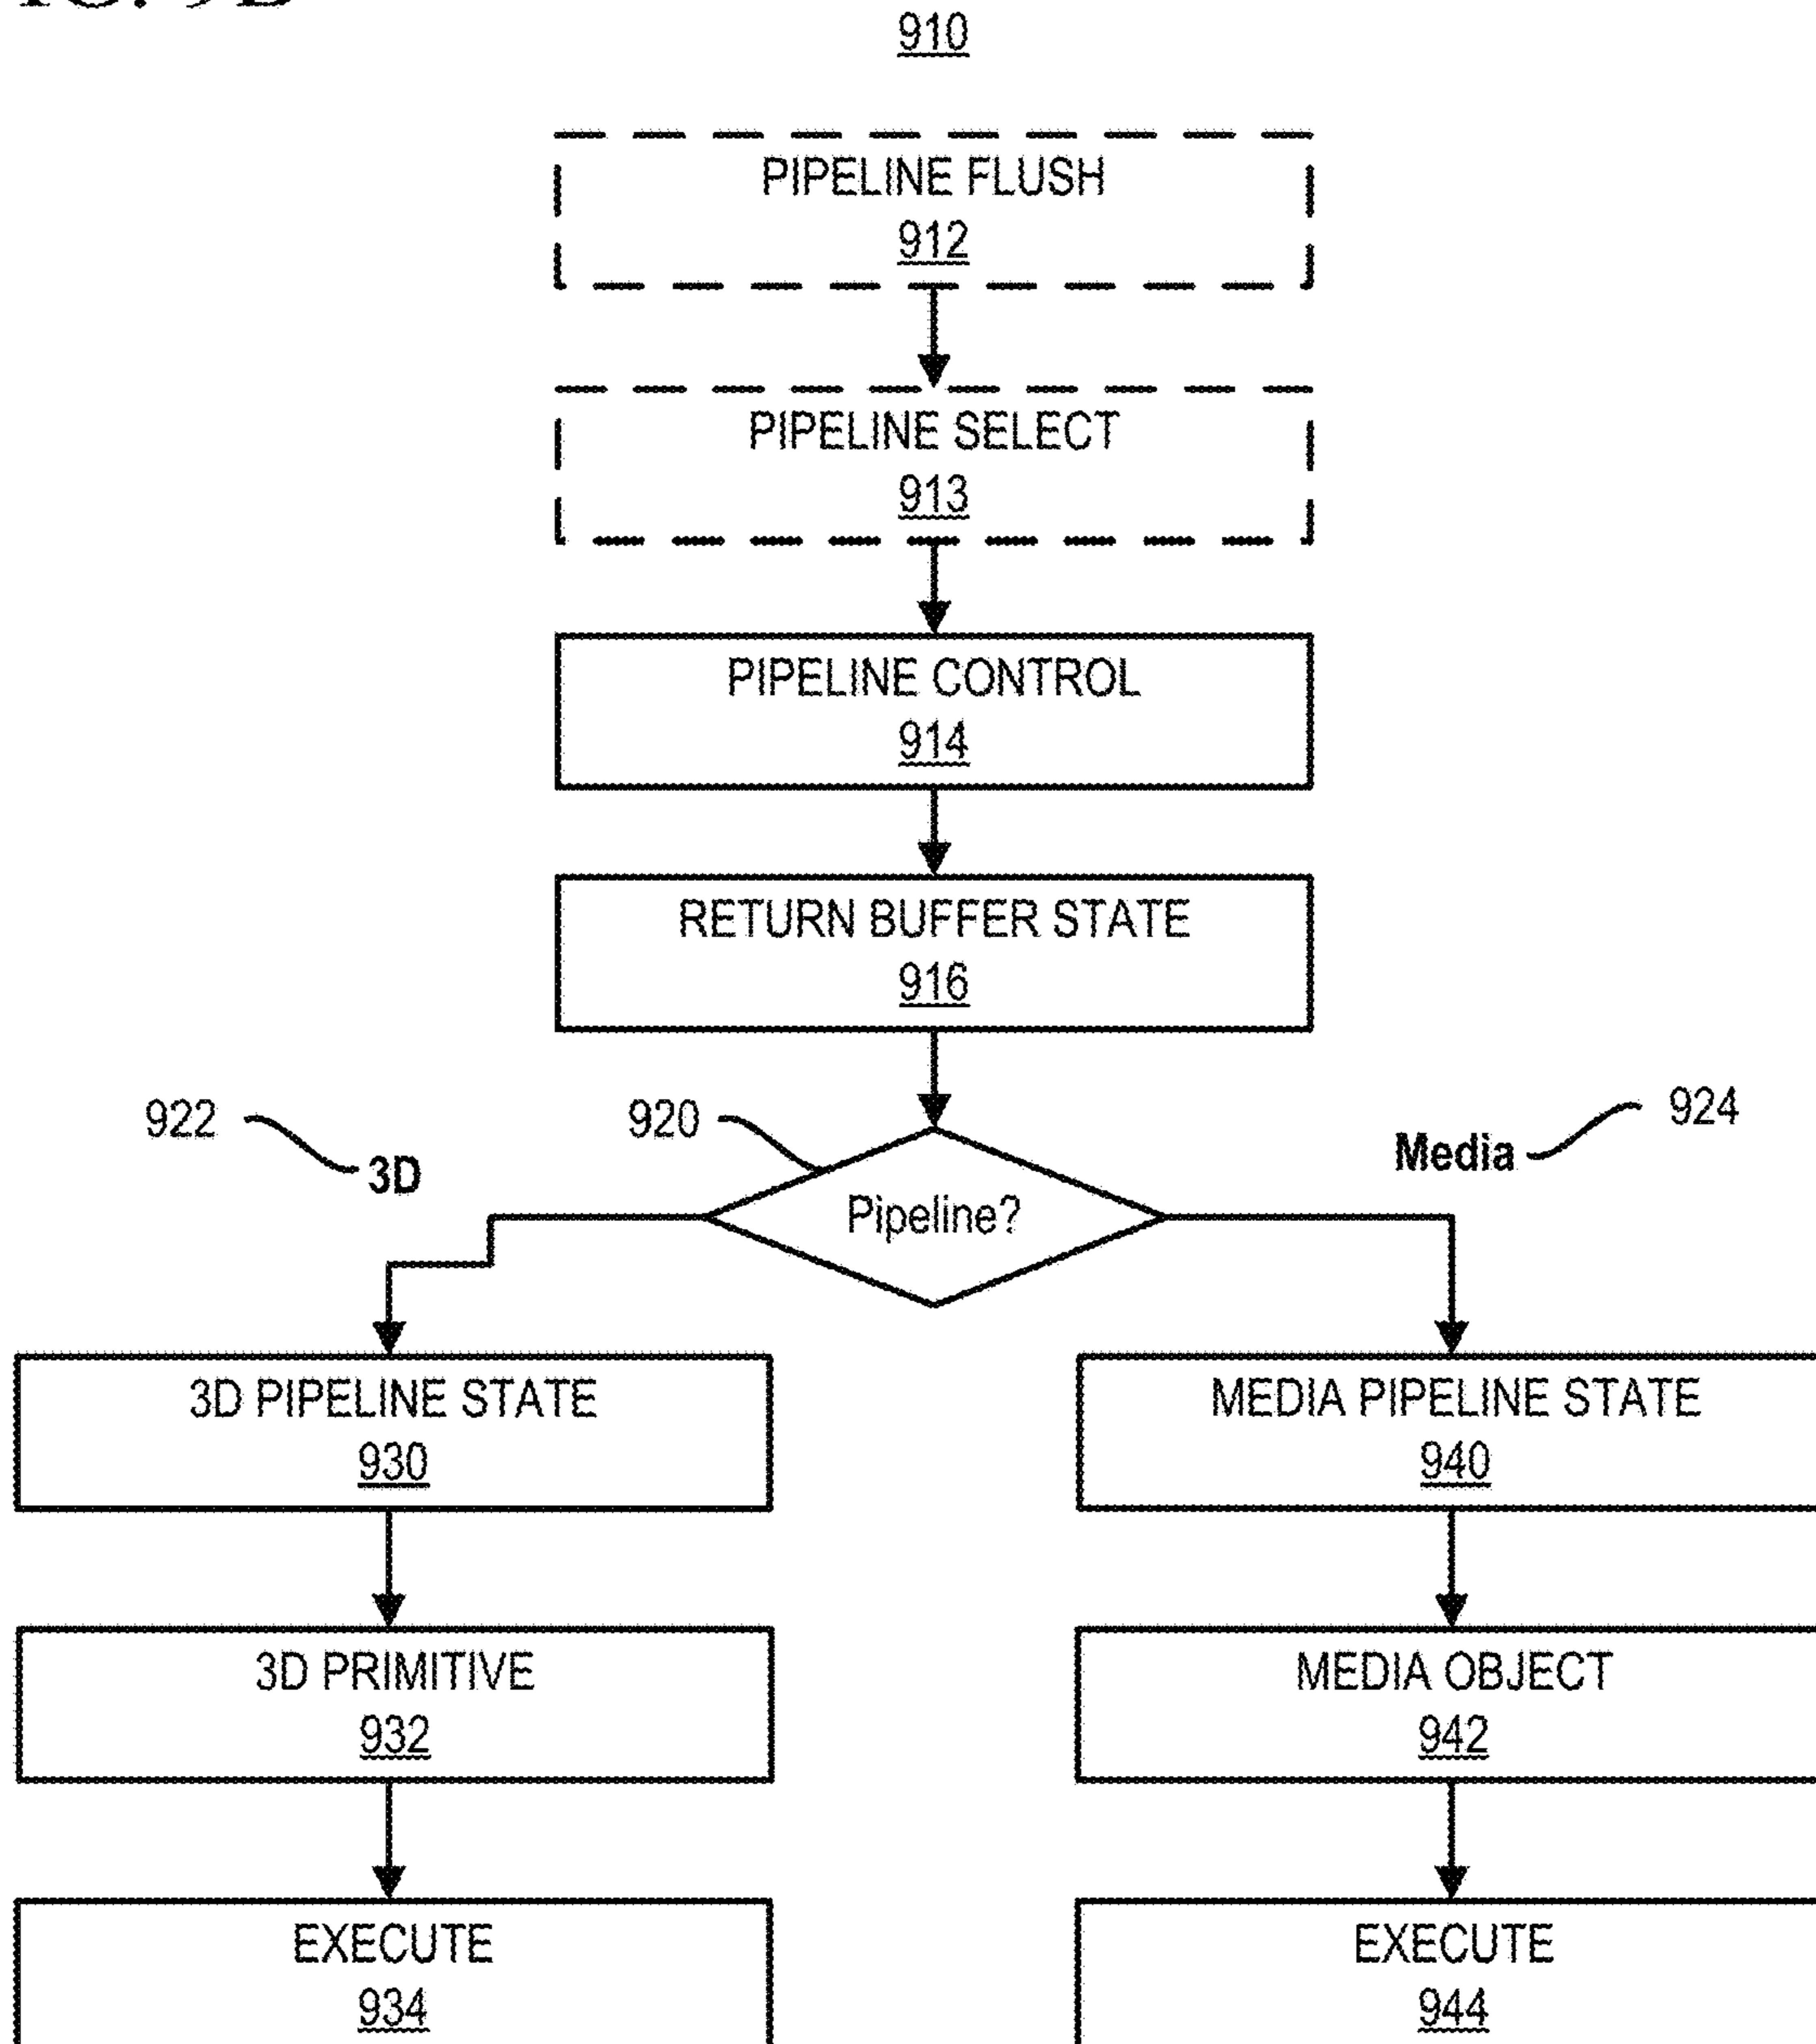 910
PIPELINE FLUSH
912
PIPELINE SELECT
913
PIPELINE CONTROL
914
RETURN BUFFER STATE
916
922
920
924
3D
Media
Pipeline?
3D PIPELINE STATE
930
MEDIA PIPELINE STATE
940
3D PRIMITIVE
932
MEDIA OBJECT
942
EXECUTE
934
EXECUTE
944